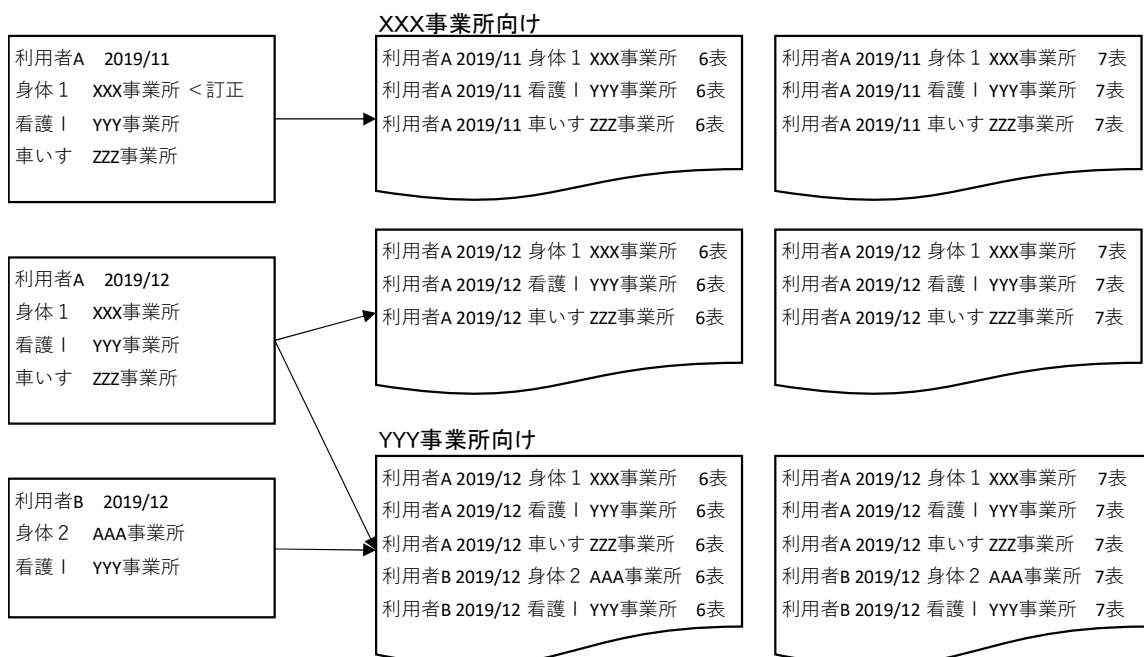 XXX事業所向け
利用者A 2019/11
身体１ XXX事業所 ＜訂正
看護Ⅰ YYY事業所
車いす ZZZ事業所
利用者A 2019/11 身体１ XXX事業所 6表
利用者A 2019/11 看護Ⅰ YYY事業所 6表
利用者A 2019/11 車いす ZZZ事業所 6表
利用者A 2019/11 身体１ XXX事業所 7表
利用者A 2019/11 看護Ⅰ YYY事業所 7表
利用者A 2019/11 車いす ZZZ事業所 7表
利用者A 2019/12
身体１ XXX事業所
看護Ⅰ YYY事業所
車いす ZZZ事業所
利用者A 2019/12 身体１ XXX事業所 6表
利用者A 2019/12 看護Ⅰ YYY事業所 6表
利用者A 2019/12 車いす ZZZ事業所 6表
利用者A 2019/12 身体１ XXX事業所 7表
利用者A 2019/12 看護Ⅰ YYY事業所 7表
利用者A 2019/12 車いす ZZZ事業所 7表
YYY事業所向け
利用者B 2019/12
身体２ AAA事業所
看護Ⅰ YYY事業所
利用者A 2019/12 身体１ XXX事業所 6表
利用者A 2019/12 看護Ⅰ YYY事業所 6表
利用者A 2019/12 車いす ZZZ事業所 6表
利用者B 2019/12 身体２ AAA事業所 6表
利用者B 2019/12 看護Ⅰ YYY事業所 6表
利用者A 2019/12 身体１ XXX事業所 7表
利用者A 2019/12 看護Ⅰ YYY事業所 7表
利用者A 2019/12 車いす ZZZ事業所 7表
利用者B 2019/12 身体２ AAA事業所 7表
利用者B 2019/12 看護Ⅰ YYY事業所 7表